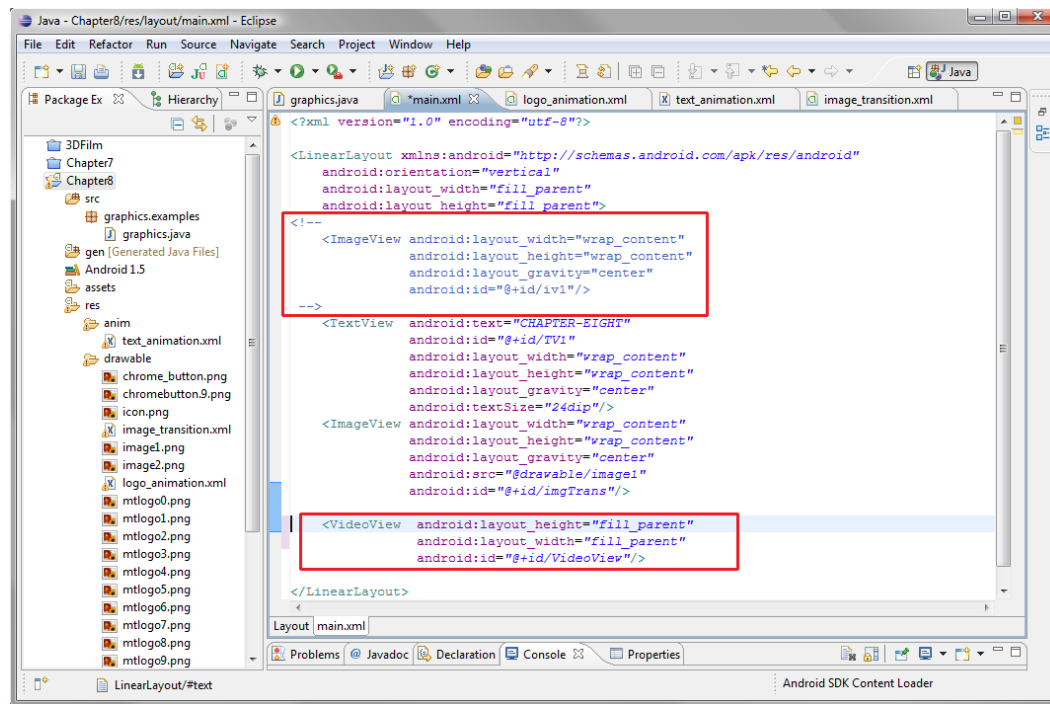 Java - Chapter8/res/layout/main.xml - Eclipse
File Edit Refactor Run Source Navigate Search Project Window Help
Java
Package Ex Hierarchy
graphics.java *main.xml logo_animation.xml text_animation.xml image_transition.xml
3DFilm
Chapter7
Chapter8
src
graphics.examples
graphics.java
gen [Generated Java Files]
Android 1.5
assets
res
anim
text_animation.xml
drawable
chrome_button.png
chromebutton.9.png
icon.png
image_transition.xml
image1.png
image2.png
logo_animation.xml
mtlogo0.png
mtlogo1.png
mtlogo2.png
mtlogo3.png
mtlogo4.png
mtlogo5.png
mtlogo6.png
mtlogo7.png
mtlogo8.png
mtlogo9.png
<?xml version="1.0" encoding="utf-8"?>
<LinearLayout xmlns:android="http://schemas.android.com/apk/res/android"
android:orientation="vertical"
android:layout_width="fill_parent"
android:layout_height="fill_parent">
<!--
<ImageView android:layout_width="wrap_content"
android:layout_height="wrap_content"
android:layout_gravity="center"
android:id="@+id/iv1"/>
-->
<TextView android:text="CHAPTER-EIGHT"
android:id="@+id/TV1"
android:layout_width="wrap_content"
android:layout_height="wrap_content"
android:layout_gravity="center"
android:textSize="24dip"/>
<ImageView android:layout_width="wrap_content"
android:layout_height="wrap_content"
android:layout_gravity="center"
android:src="@drawable/image1"
android:id="@+id/imgTrans"/>
<VideoView android:layout_height="fill_parent"
android:layout_width="fill_parent"
android:id="@+id/VideoView"/>
</LinearLayout>
Layout main.xml
Problems @ Javadoc Declaration Console Properties
LinearLayout/#text
Android SDK Content Loader